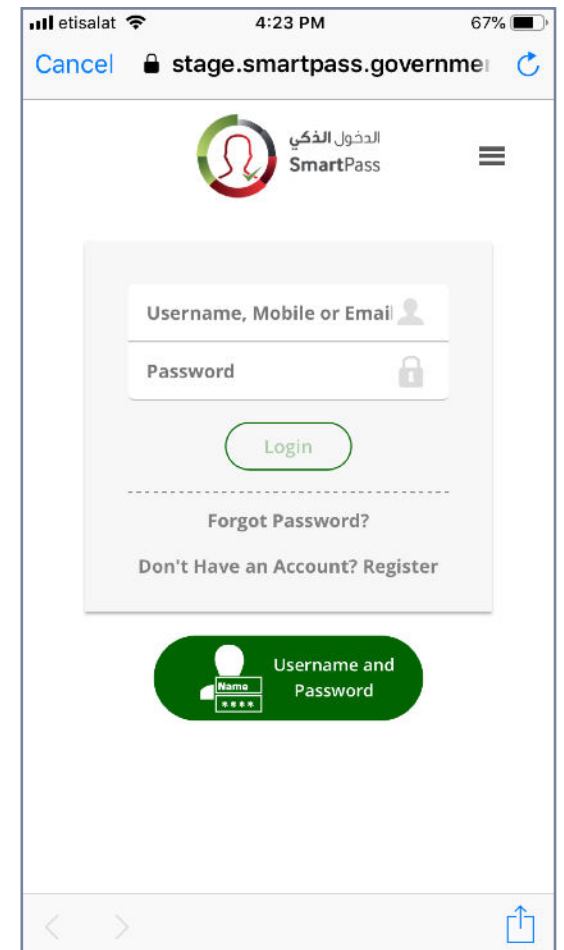 etisalat 4:23 PM 67%
Cancel stage.smartpass.governme
الدخول الذكي
SmartPass
Username, Mobile or Email
Password
Login
Forgot Password?
Don't Have an Account? Register
Username and
Password
Name
****